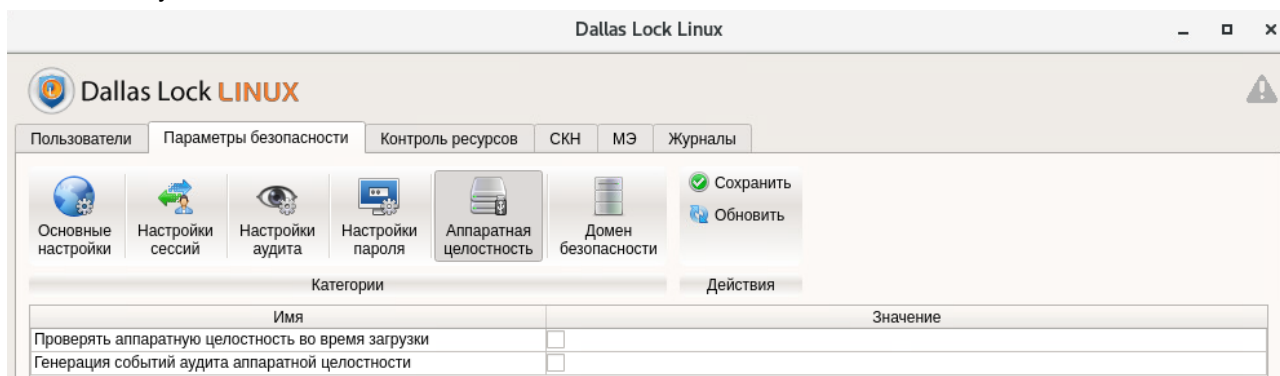 Dallas Lock Linux
Dallas Lock LINUX
Пользователи Параметры безопасности Контроль ресурсов СКН МЭ Журналы
Основные настройки
Настройки сессий
Настройки аудита
Настройки пароля
Аппаратная целостность
Домен безопасности
Сохранить
Обновить
Категории Действия
Имя Значение
Проверять аппаратную целостность во время загрузки
Генерация событий аудита аппаратной целостности